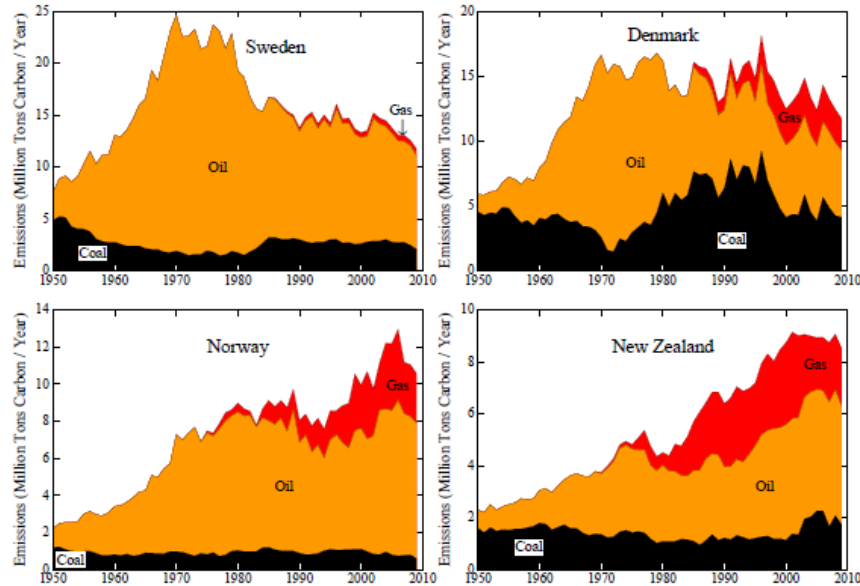 Sweden
Emissions (Million Tons Carbon / Year)
25
20
15
10
5
0
Gas
Oil
Coal
1950 1960 1970 1980 1990 2000 2010
Denmark
Emissions (Million Tons Carbon / Year)
20
15
10
5
0
Gas
Oil
Coal
1950 1960 1970 1980 1990 2000 2010
Norway
Emissions (Million Tons Carbon / Year)
14
12
10
8
6
4
2
0
Gas
Oil
Coal
1950 1960 1970 1980 1990 2000 2010
New Zealand
Emissions (Million Tons Carbon / Year)
10
8
6
4
2
0
Gas
Oil
Coal
1950 1960 1970 1980 1990 2000 2010